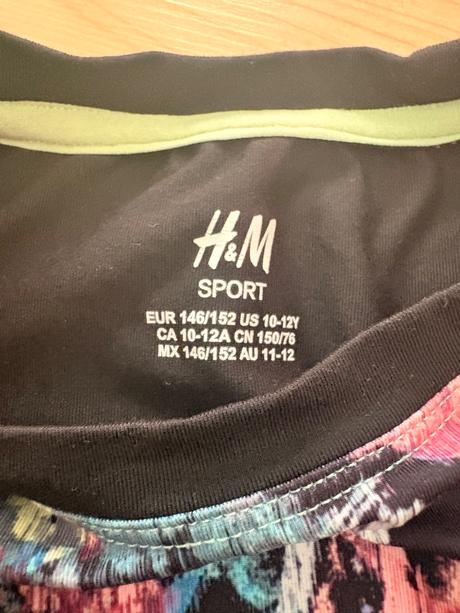 H&M
SPORT
EUR 146/152 US 10-12Y
CA 10-12A CN 150/76
MX 146/152 AU 11-12